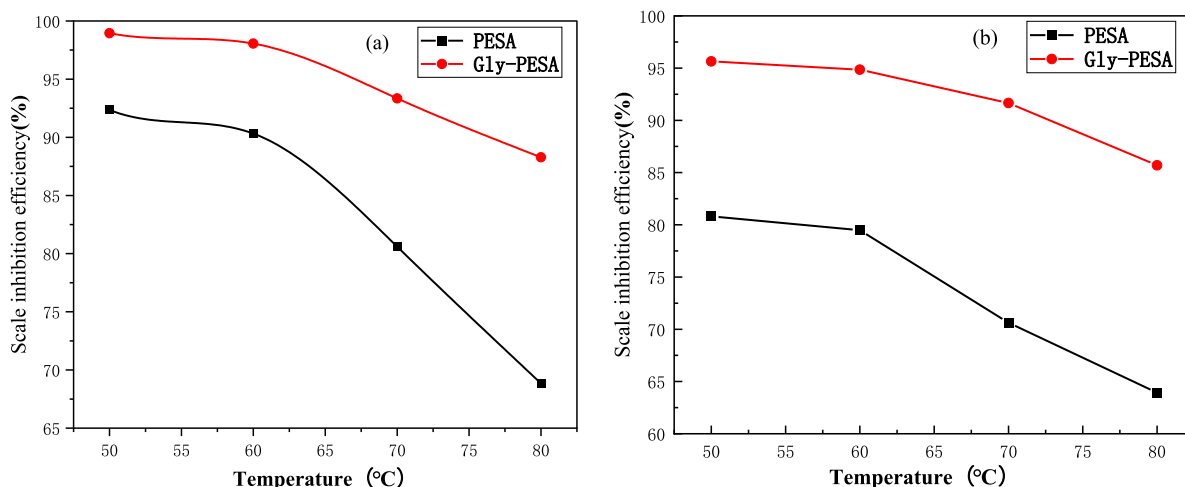 (a)
PESA
Gly-PESA
Scale inhibition efficiency(%)
100
95
90
85
80
75
70
65
50 55 60 65 70 75 80
Temperature (℃)
(b)
PESA
Gly-PESA
Scale inhibition efficiency(%)
100
95
90
85
80
75
70
65
60
50 55 60 65 70 75 80
Temperature (℃)